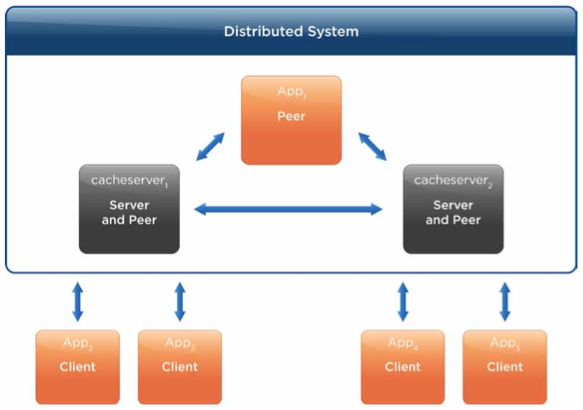 Distributed System
App1
Peer
cacheserver1
Server
and Peer
cacheserver2
Server
and Peer
App2
Client
App3
Client
App4
Client
App5
Client